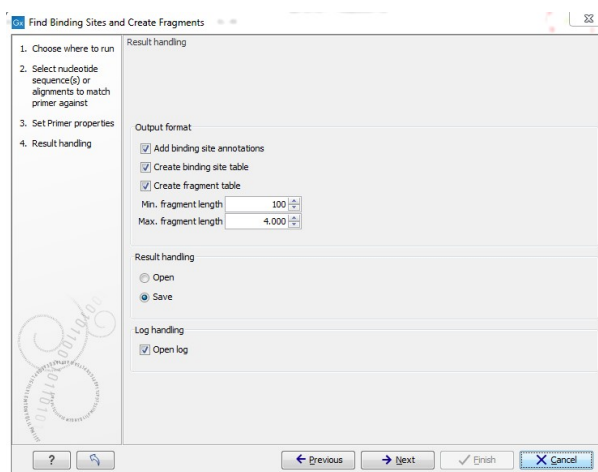 Gx Find Binding Sites and Create Fragments
1. Choose where to run
2. Select nucleotide
sequence(s) or
alignments to match
primer against
3. Set Primer properties
4. Result handling
Result handling
Output format
Add binding site annotations
Create binding site table
Create fragment table
Min. fragment length 100
Max. fragment length 4.000
Result handling
Open
Save
Log handling
Open log
? Previous Next Finish Cancel